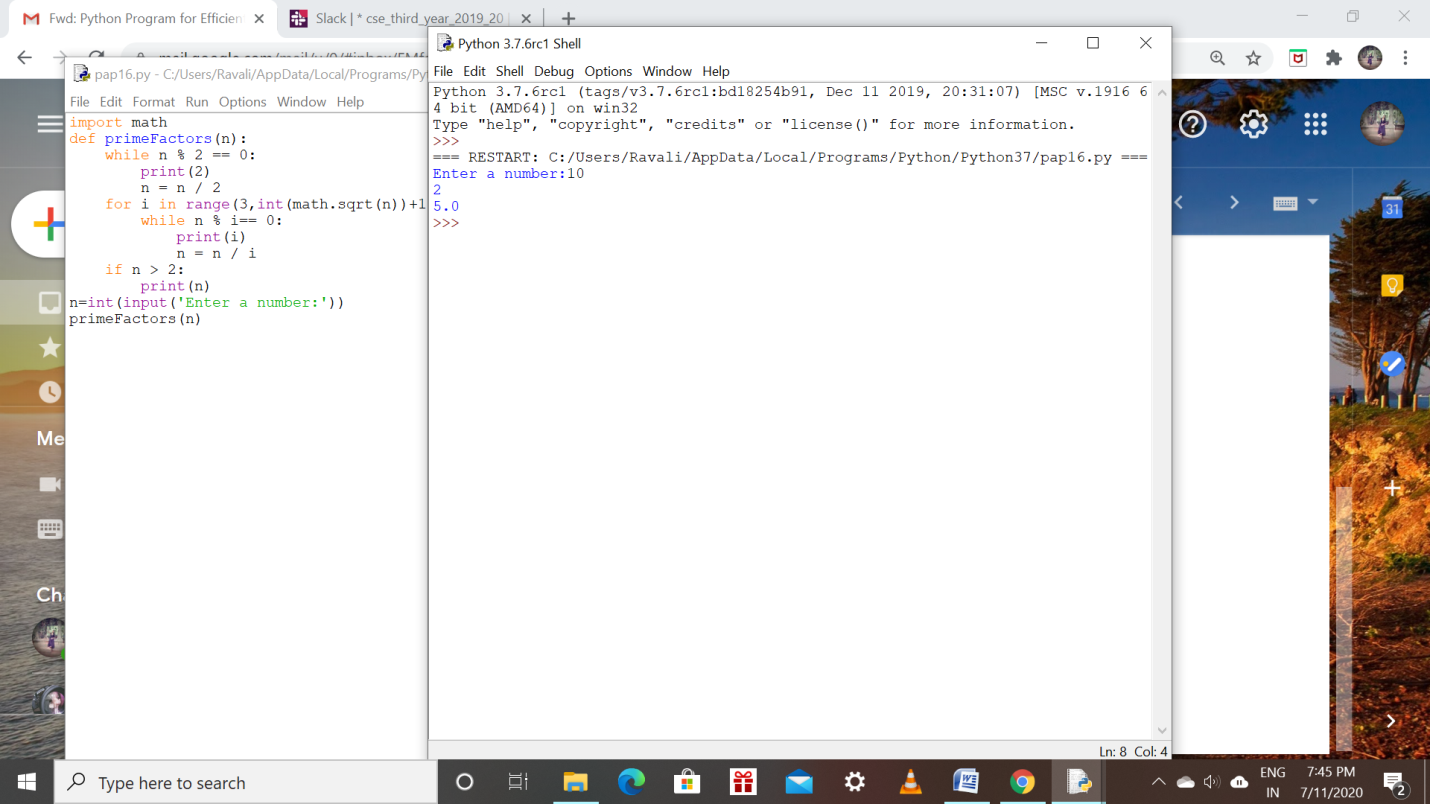 Fwd: Python Program for Efficien
Slack | * cse_third_year_2019_20
Python 3.7.6rc1 Shell
File Edit Shell Debug Options Window Help
pap16.py - C:/Users/Ravali/AppData/Local/Programs/Py
File Edit Format Run Options Window Help
import math
def primeFactors(n):
    while n % 2 == 0:
        print(2)
        n = n / 2
    for i in range(3,int(math.sqrt(n))+1
        while n % i== 0:
            print(i)
            n = n / i
    if n > 2:
        print(n)
n=int(input('Enter a number:'))
primeFactors(n)
Python 3.7.6rc1 (tags/v3.7.6rc1:bd18254b91, Dec 11 2019, 20:31:07) [MSC v.1916 6
4 bit (AMD64)] on win32
Type "help", "copyright", "credits" or "license()" for more information.
>>>
=== RESTART: C:/Users/Ravali/AppData/Local/Programs/Python/Python37/pap16.py ===
Enter a number:10
2
5.0
>>>
Ln: 8 Col: 4
Me
Ch
31
Type here to search
ENG
IN
7:45 PM
7/11/2020
2